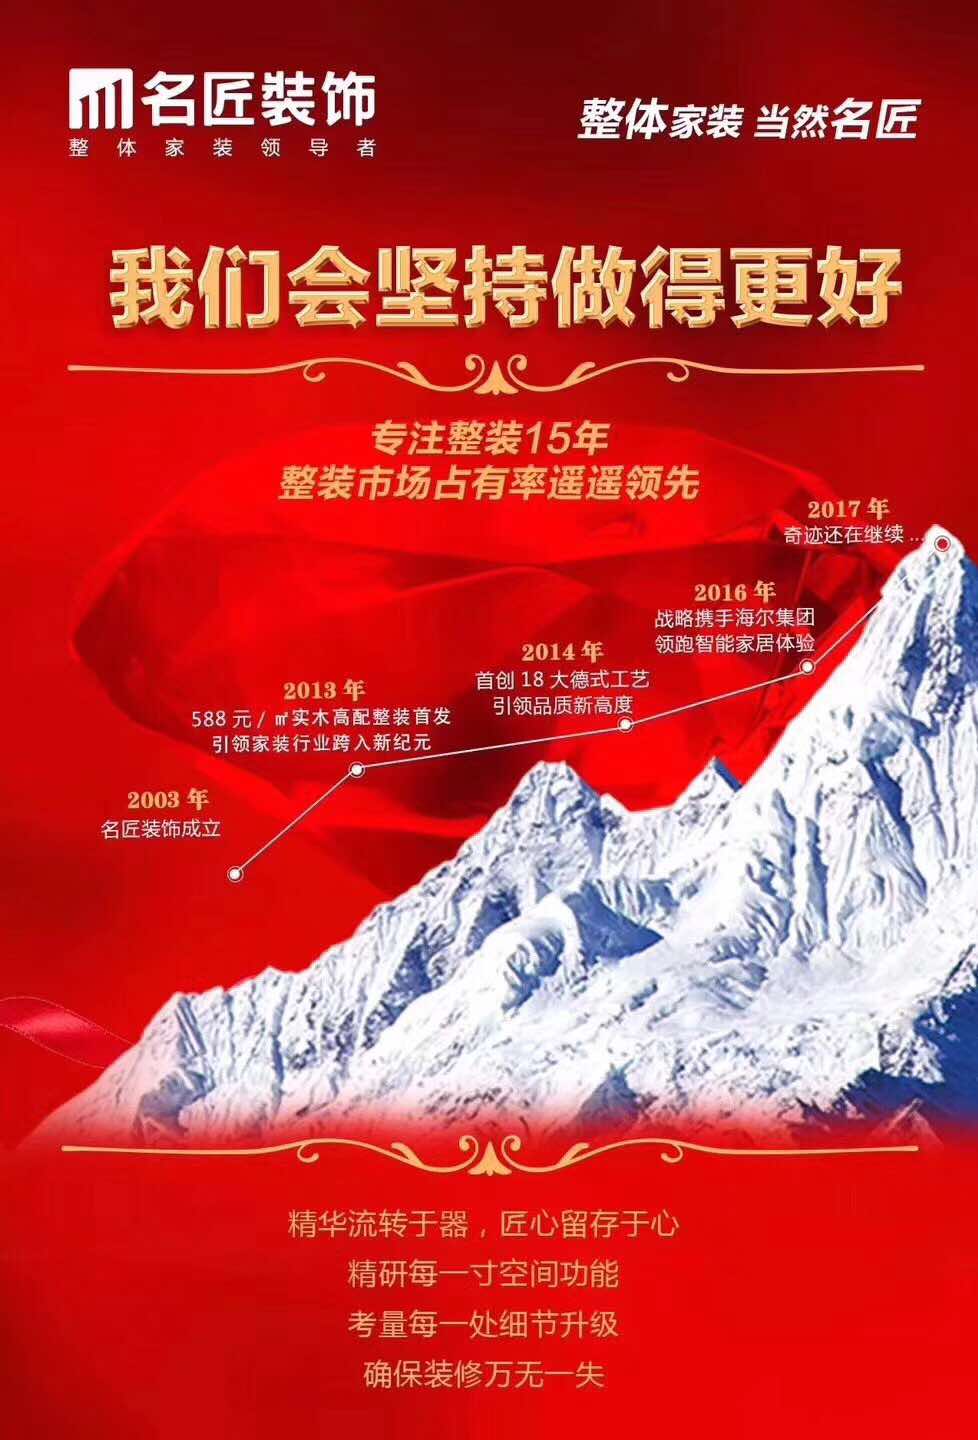 名匠装饰
整体家装领导者
整体家装 当然名匠
我们会坚持做得更好
专注整装15年
整装市场占有率遥遥领先
2017 年
奇迹还在继续 ...
2016 年
战略携手海尔集团
领跑智能家居体验
2014 年
首创 18 大德式工艺
引领品质新高度
2013 年
588 元 / ㎡实木高配整装首发
引领家装行业跨入新纪元
2003 年
名匠装饰成立
精华流转于器，匠心留存于心
精研每一寸空间功能
考量每一处细节升级
确保装修万无一失